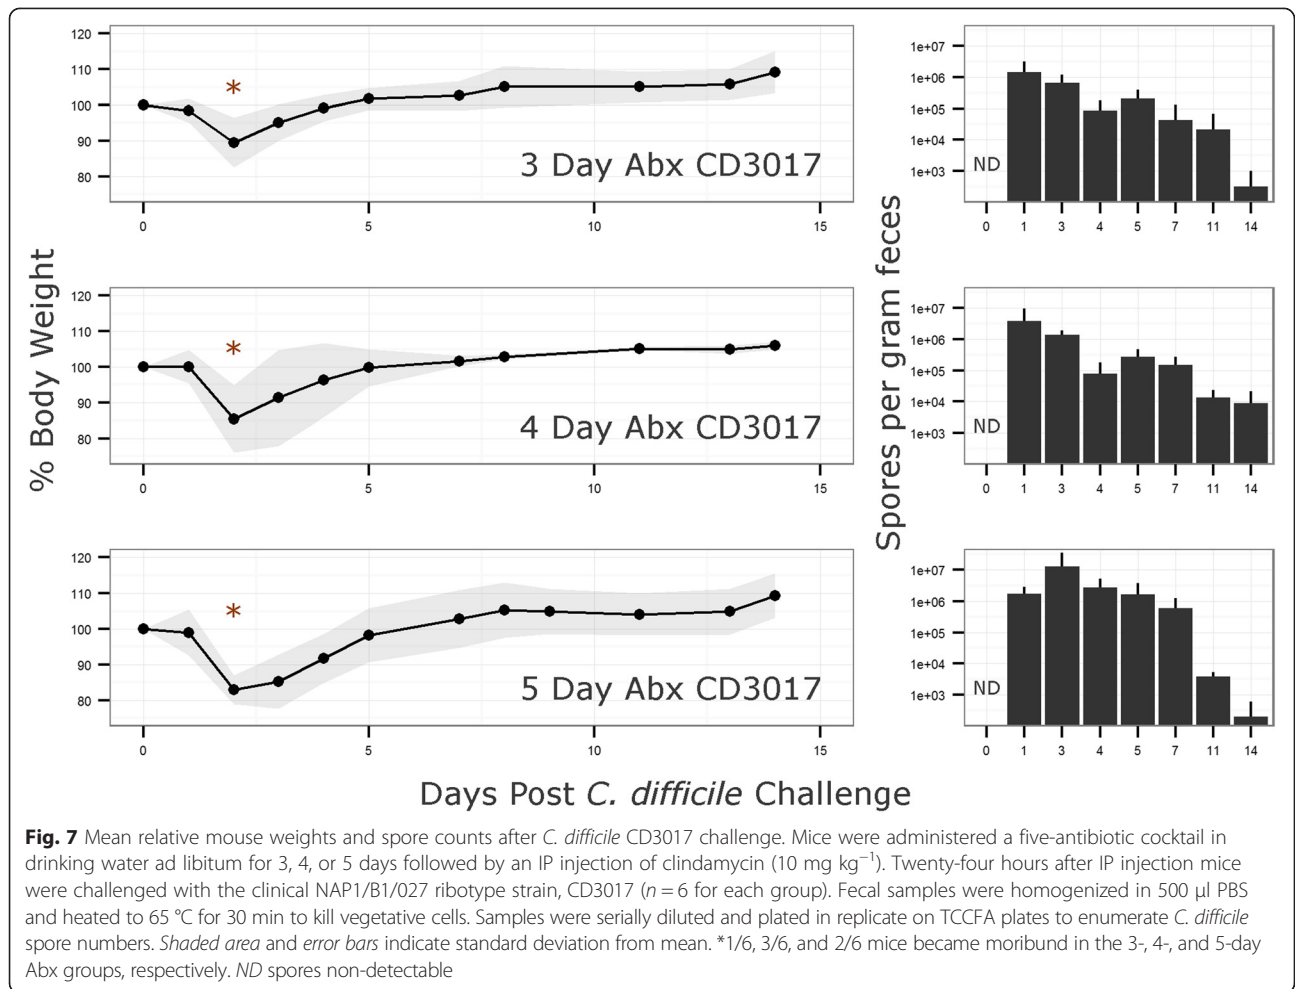 % Body Weight
120
110
100
90
80
*
3 Day Abx CD3017
0
5
10
15
120
110
100
90
80
*
4 Day Abx CD3017
0
5
10
15
120
110
100
90
80
*
5 Day Abx CD3017
0
5
10
15
Spores per gram feces
1e+07
1e+06
1e+05
1e+04
1e+03
ND
0 1 3 4 5 7 11 14
1e+07
1e+06
1e+05
1e+04
1e+03
ND
0 1 3 4 5 7 11 14
1e+07
1e+06
1e+05
1e+04
1e+03
ND
0 1 3 4 5 7 11 14
Days Post C. difficile Challenge
Fig. 7 Mean relative mouse weights and spore counts after C. difficile CD3017 challenge. Mice were administered a five-antibiotic cocktail in
drinking water ad libitum for 3, 4, or 5 days followed by an IP injection of clindamycin (10 mg kg⁻¹). Twenty-four hours after IP injection mice
were challenged with the clinical NAP1/B1/027 ribotype strain, CD3017 (n = 6 for each group). Fecal samples were homogenized in 500 μl PBS
and heated to 65 °C for 30 min to kill vegetative cells. Samples were serially diluted and plated in replicate on TCCFA plates to enumerate C. difficile
spore numbers. Shaded area and error bars indicate standard deviation from mean. *1/6, 3/6, and 2/6 mice became moribund in the 3-, 4-, and 5-day
Abx groups, respectively. ND spores non-detectable